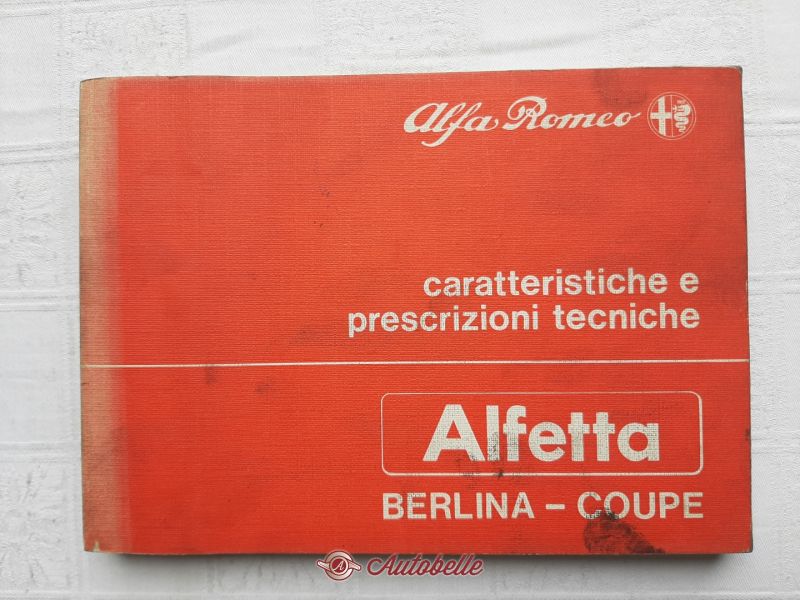 Alfa Romeo
caratteristiche e
prescrizioni tecniche
Alfetta
BERLINA - COUPE
A Autobelle